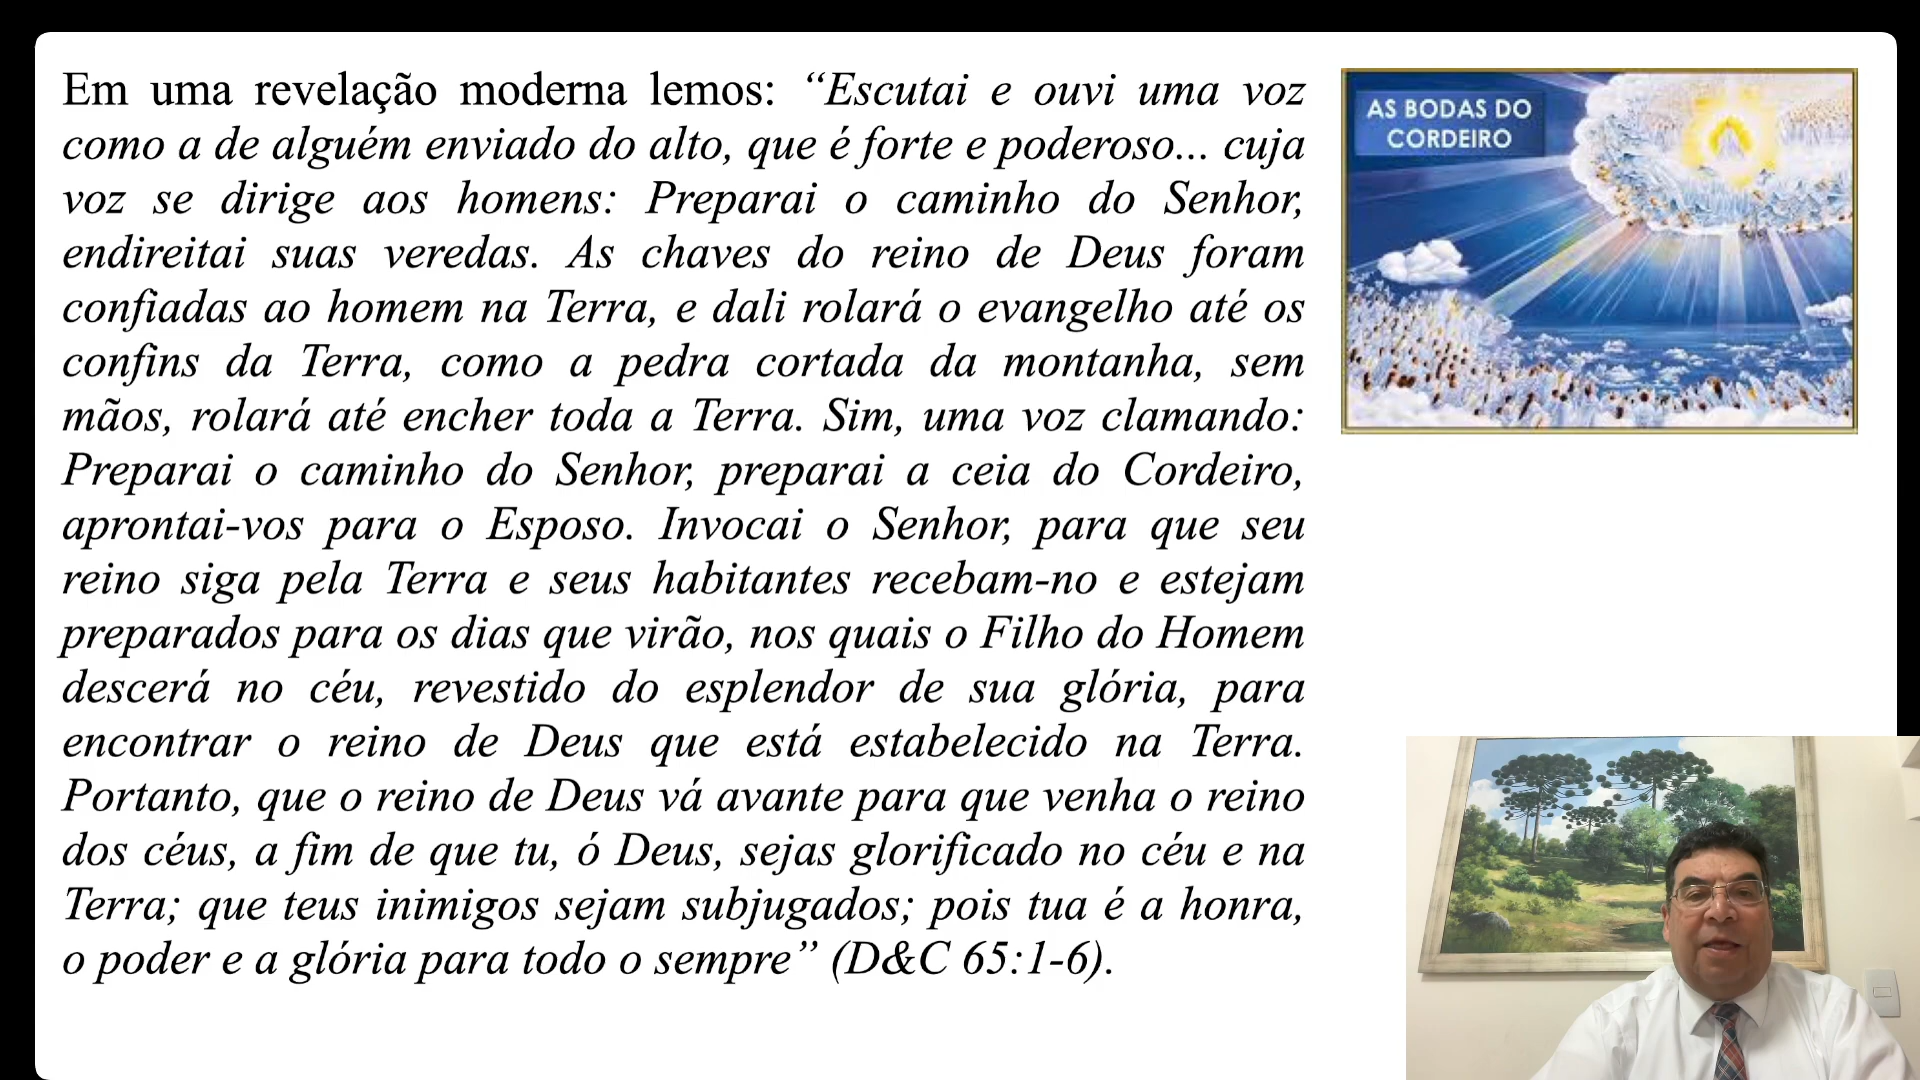 Em uma revelação moderna lemos: “Escutai e ouvi uma voz
como a de alguém enviado do alto, que é forte e poderoso... cuja
voz se dirige aos homens: Preparai o caminho do Senhor,
endireitai suas veredas. As chaves do reino de Deus foram
confiadas ao homem na Terra, e dali rolará o evangelho até os
confins da Terra, como a pedra cortada da montanha, sem
mãos, rolará até encher toda a Terra. Sim, uma voz clamando:
Preparai o caminho do Senhor, preparai a ceia do Cordeiro,
aprontai-vos para o Esposo. Invocai o Senhor, para que seu
reino siga pela Terra e seus habitantes recebam-no e estejam
preparados para os dias que virão, nos quais o Filho do Homem
descerá no céu, revestido do esplendor de sua glória, para
encontrar o reino de Deus que está estabelecido na Terra.
Portanto, que o reino de Deus vá avante para que venha o reino
dos céus, a fim de que tu, ó Deus, sejas glorificado no céu e na
Terra; que teus inimigos sejam subjugados; pois tua é a honra,
o poder e a glória para todo o sempre” (D&C 65:1-6).
AS BODAS DO
CORDEIRO